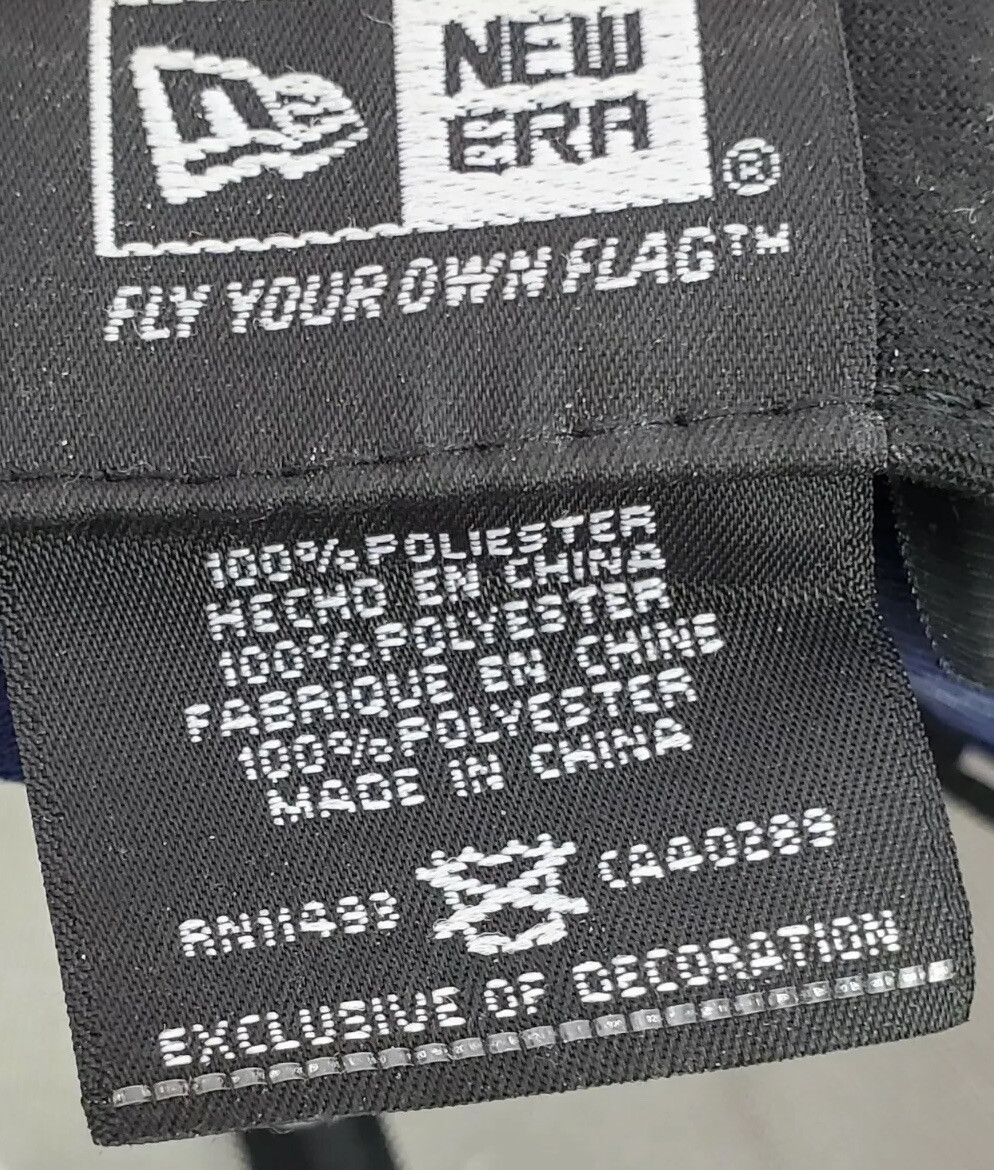 NEW
ERA
®
FLY YOUR OWN FLAG™
100% POLIESTER
HECHO EN CHINA
100% POLYESTER
FABRIQUE EN CHINE
100% POLYESTER
MADE IN CHINA
RN11493 CA40288
EXCLUSIVE OF DECORATION